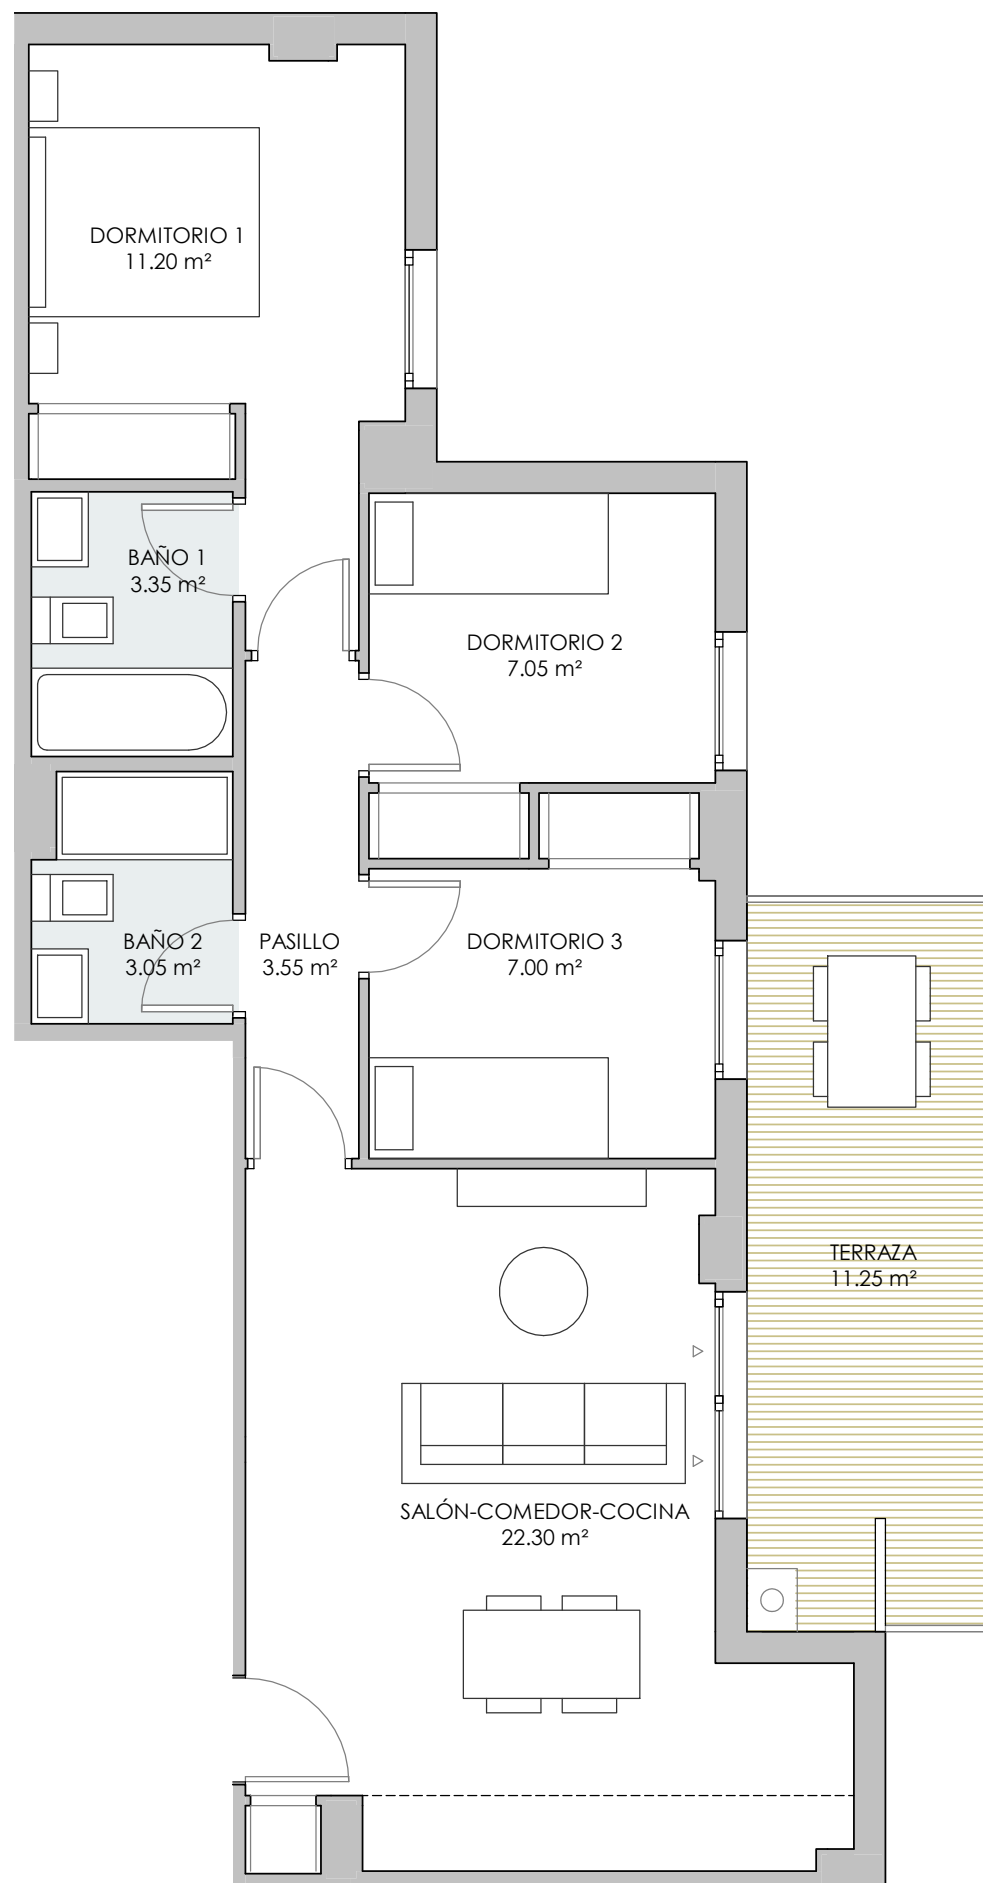 DORMITORIO 1
11.20 m²
BAÑO 1
3.35 m²
DORMITORIO 2
7.05 m²
BAÑO 2
3.05 m²
PASILLO
3.55 m²
DORMITORIO 3
7.00 m²
TERRAZA
11.25 m²
SALÓN-COMEDOR-COCINA
22.30 m²